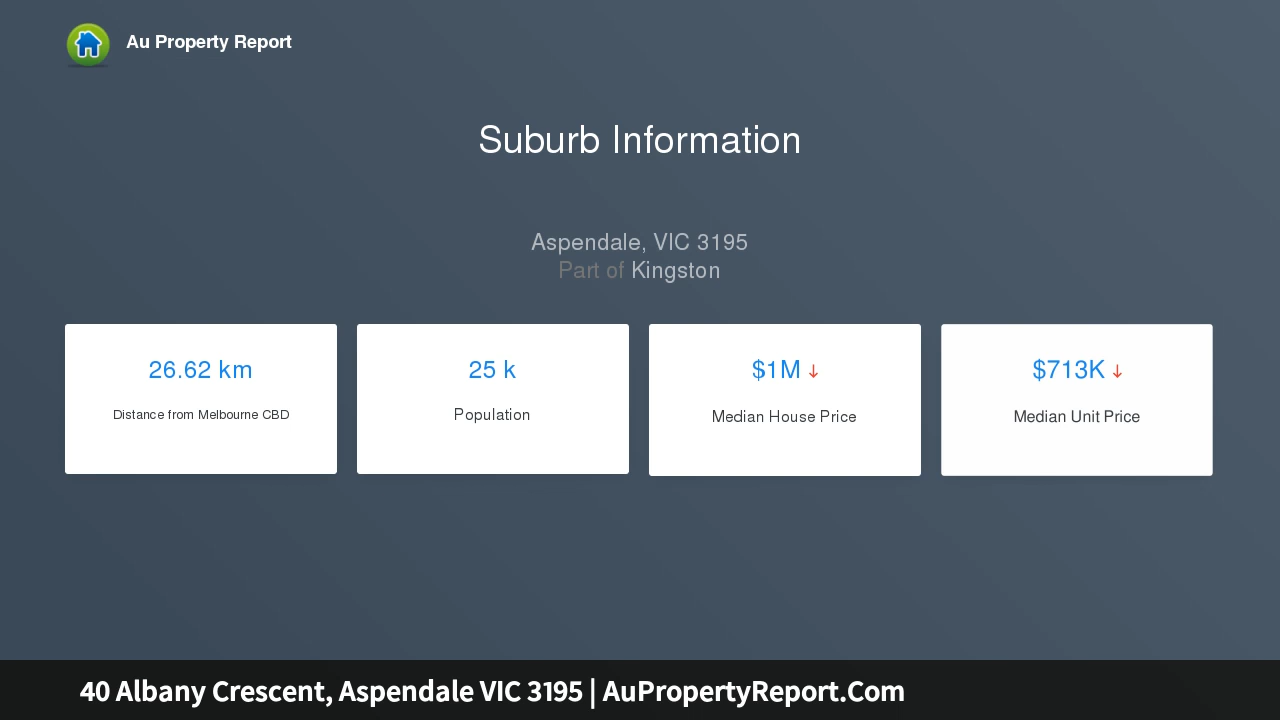 Au Property Report
Suburb Information
Aspendale, VIC 3195
Part of Kingston
26.62 km
Distance from Melbourne CBD
25 k
Population
$1M ↓
Median House Price
$713K ↓
Median Unit Price
40 Albany Crescent, Aspendale VIC 3195 | AuPropertyReport.Com